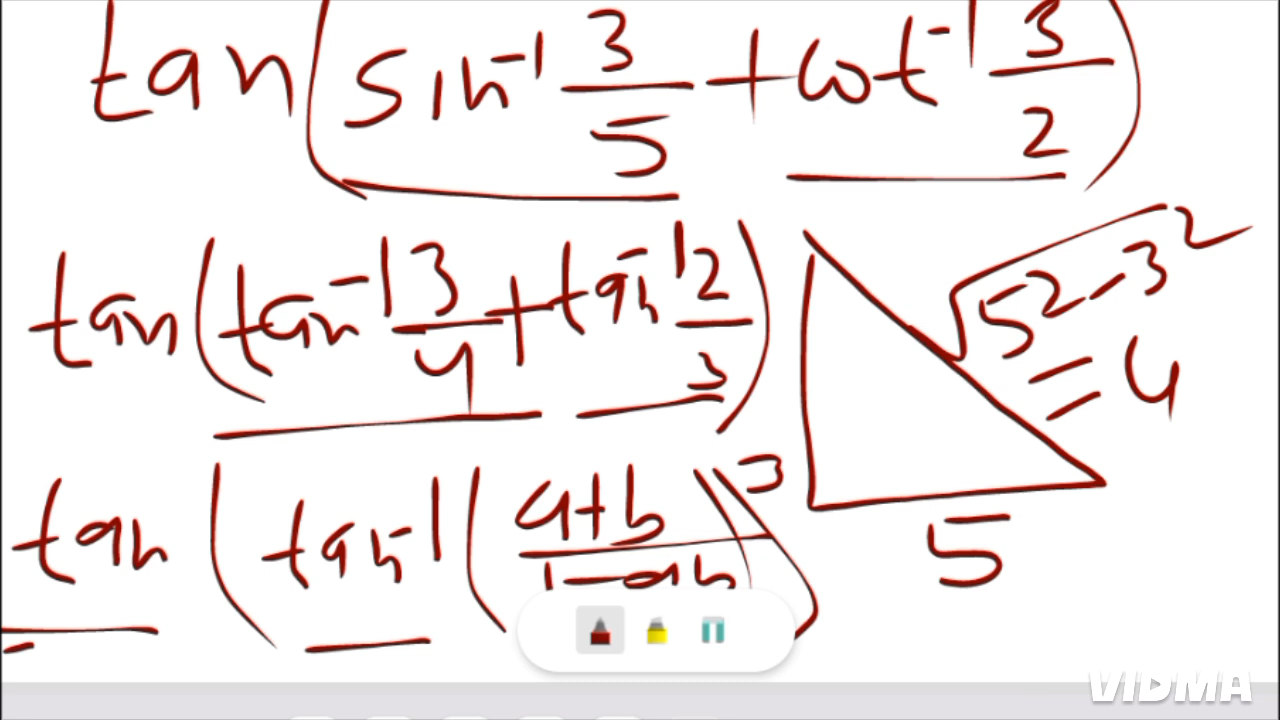 tan(sin⁻¹ 3/5 + cot⁻¹ 3/2)
tan(tan⁻¹ 3/4 + tan⁻¹ 2/3)
√5² - 3²
= 4
3
5
tan(tan⁻¹(a+b/1-ab))
VIDMA